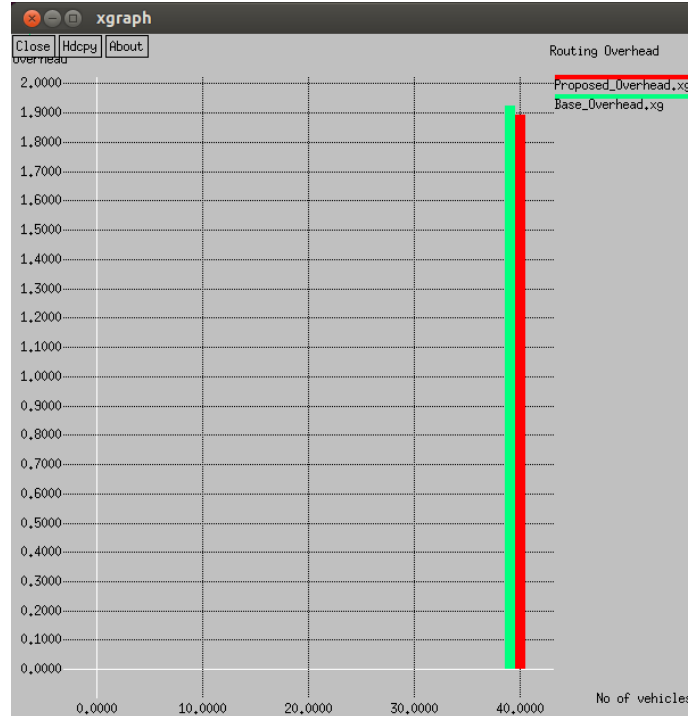 xgraph
Close Hdcpy About
overhead
Routing Overhead
Proposed_Overhead.xg
Base_Overhead.xg
2.0000
1.9000
1.8000
1.7000
1.6000
1.5000
1.4000
1.3000
1.2000
1.1000
1.0000
0.9000
0.8000
0.7000
0.6000
0.5000
0.4000
0.3000
0.2000
0.1000
0.0000
0.0000 10.0000 20.0000 30.0000 40.0000
No of vehicles